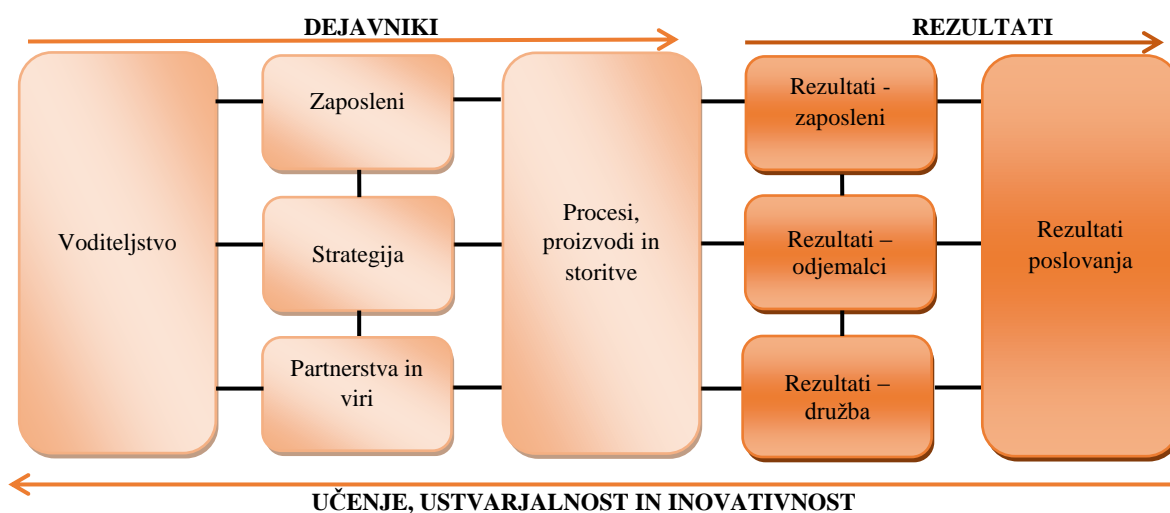 DEJAVNIKI
REZULTATI
Voditeljstvo
Zaposleni
Strategija
Partnerstva in
viri
Procesi,
proizvodi in
storitve
Rezultati -
zaposleni
Rezultati –
odjemalci
Rezultati –
družba
Rezultati
poslovanja
UČENJE, USTVARJALNOST IN INOVATIVNOST